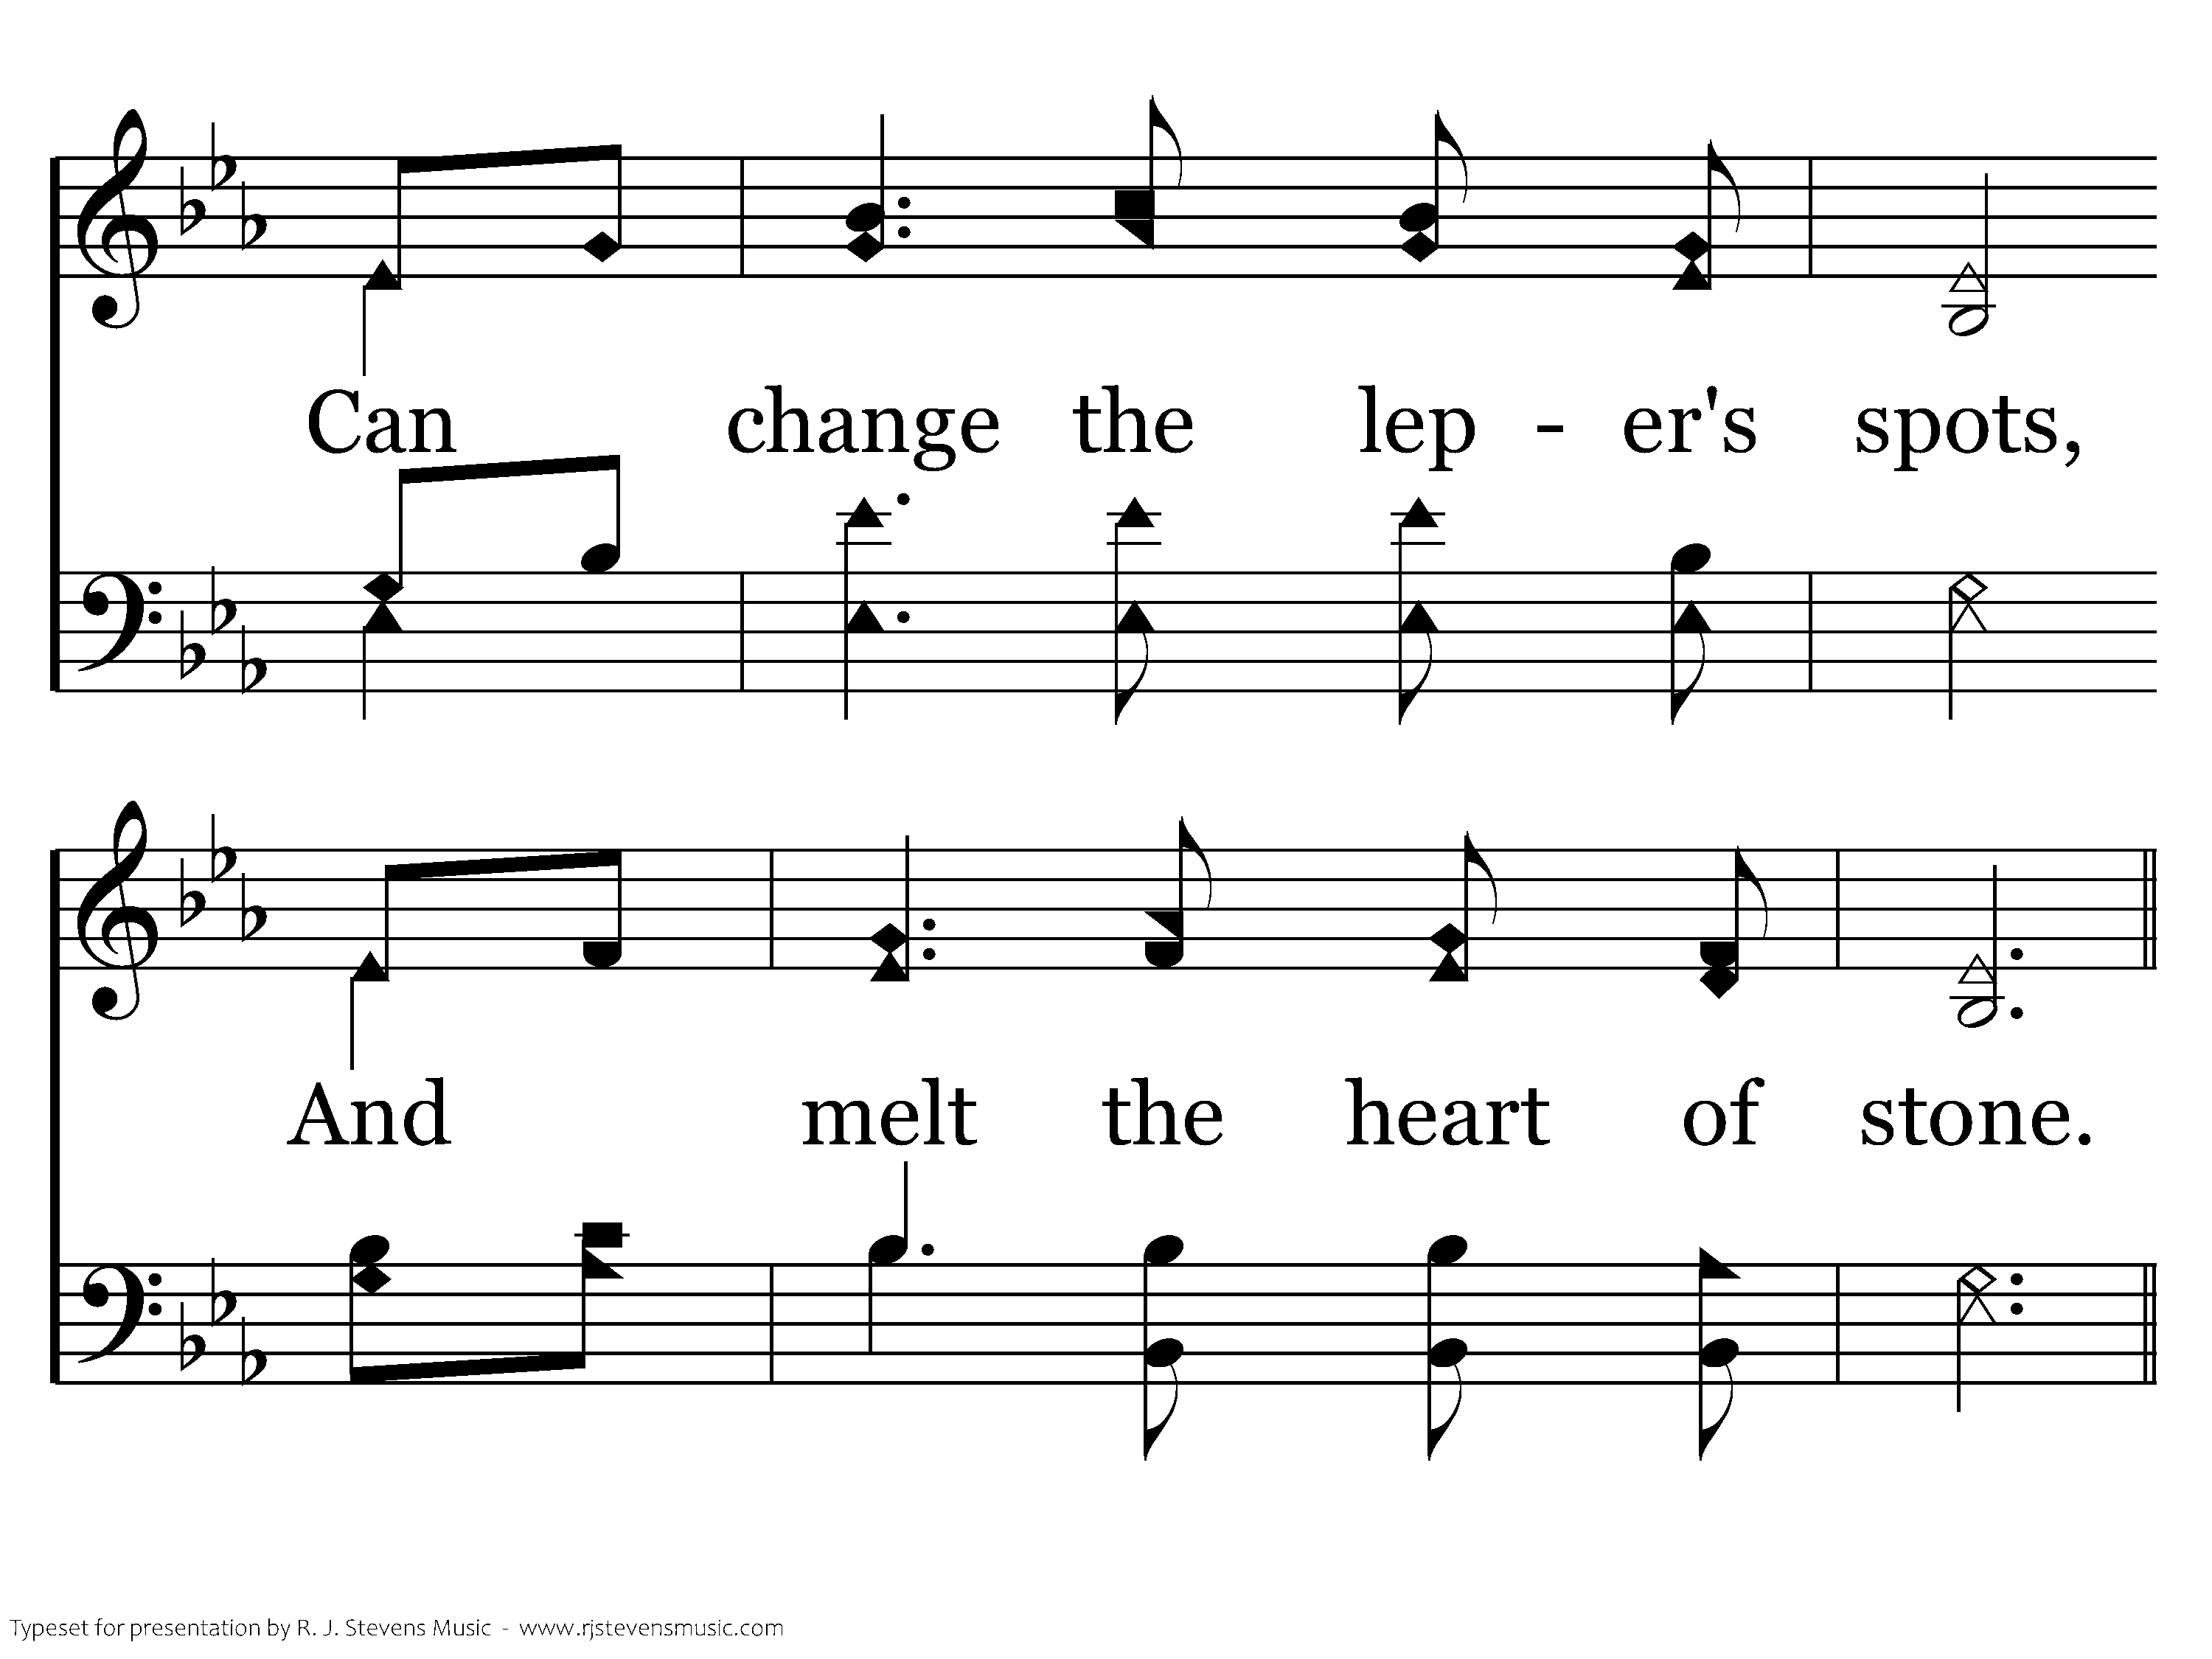 Can change the lep - er's spots,
And melt the heart of stone.
Typeset for presentation by R. J. Stevens Music - www.rjstevensmusic.com